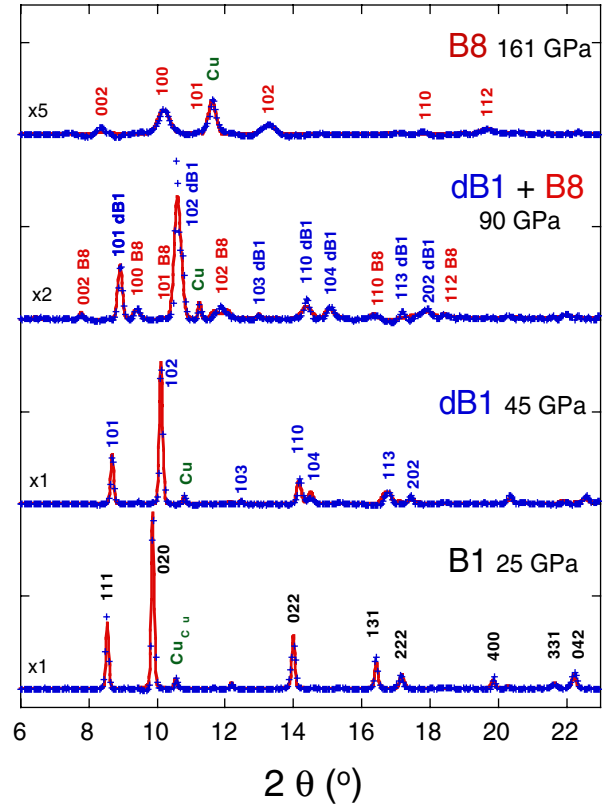 B8 161 GPa
x5
002
100
101
Cu
102
110
112
dB1 + B8
90 GPa
x2
002 B8
101 dB1
100 B8
101 B8
102 dB1
Cu
102 B8
103 dB1
110 dB1
104 dB1
110 B8
113 dB1
202 dB1
112 B8
dB1 45 GPa
x1
101
102
Cu
103
110
104
113
202
B1 25 GPa
x1
111
020
Cu C u
022
131
222
400
331
042
6 8 10 12 14 16 18 20 22
2 θ (º)